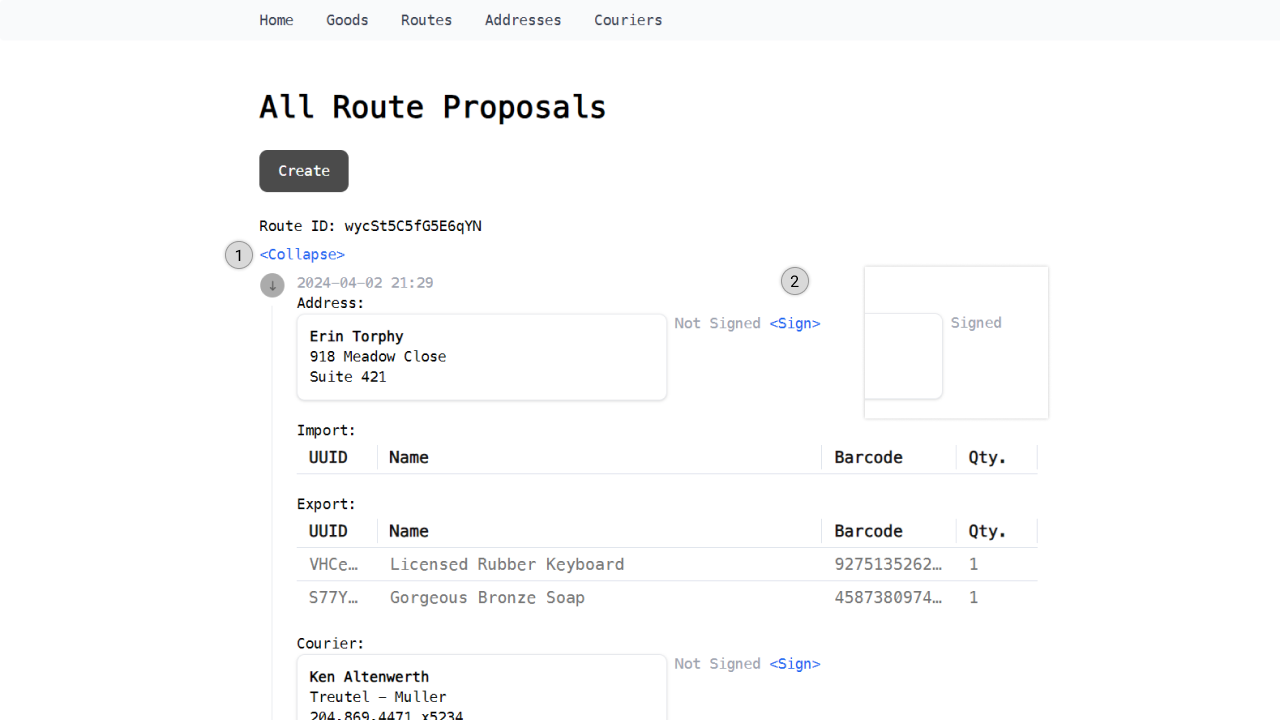 Home Goods Routes Addresses Couriers
All Route Proposals
Create
Route ID: wycSt5C5fG5E6qYN
1 <Collapse>
↓ 2024-04-02 21:29
2
Address:
Erin Torphy
918 Meadow Close
Suite 421
Not Signed <Sign>
Signed
Import:
UUID Name Barcode Qty.
Export:
UUID Name Barcode Qty.
VHCe… Licensed Rubber Keyboard 9275135262… 1
S77Y… Gorgeous Bronze Soap 4587380974… 1
Courier:
Ken Altenwerth
Treutel - Muller
204.869.4471 x5234
Not Signed <Sign>